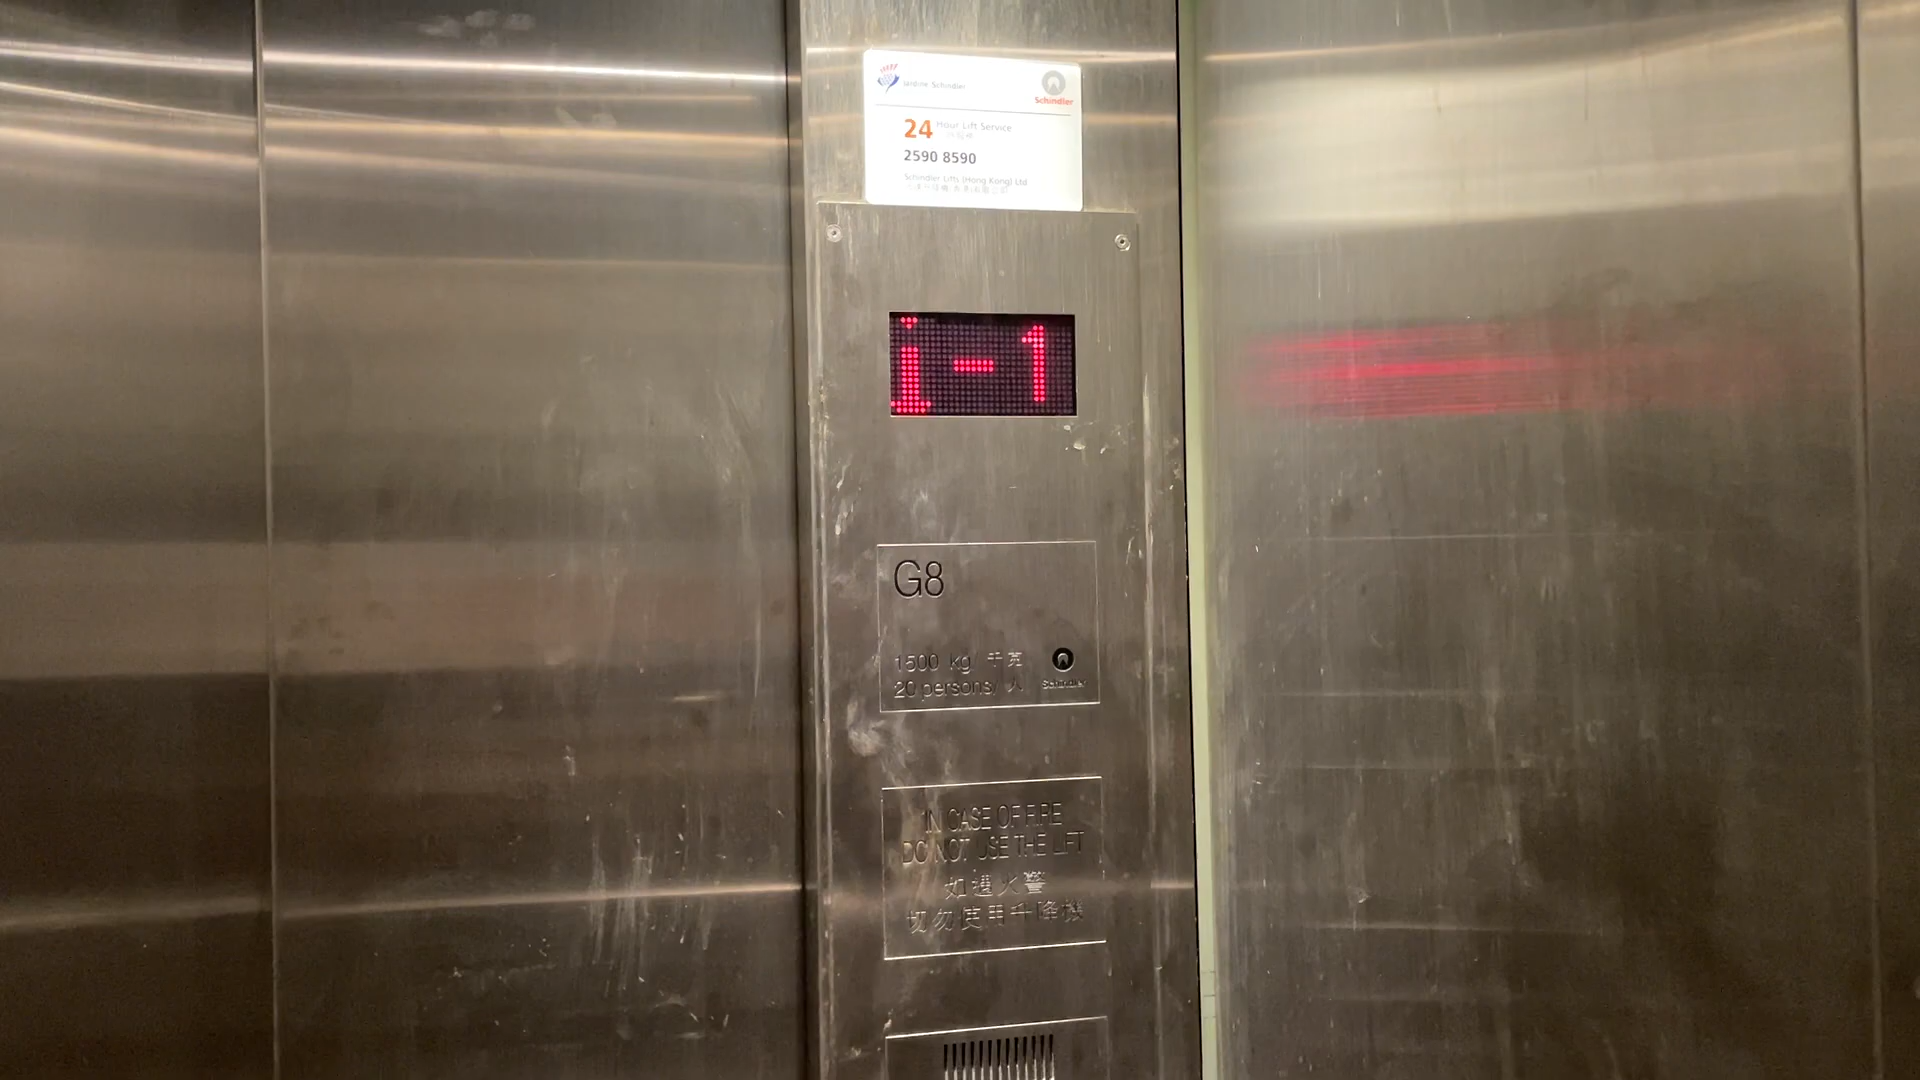 Jardine Schindler
Schindler
24 Hour Lift Service
2590 8590
Schindler Lifts (Hong Kong) Ltd
-1
G8
1500 kg 千克
20 persons/ 人
Schindler
IN CASE OF FIRE
DO NOT USE THE LIFT
如遇火警
切勿使用升降機